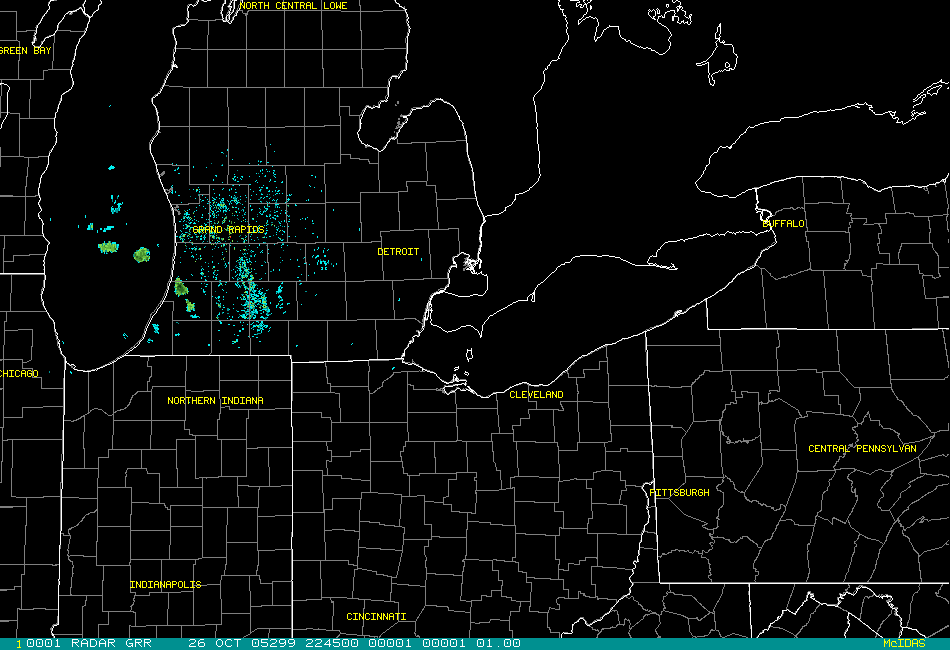 NORTH CENTRAL LOWE
GREEN BAY
BUFFALO
GRAND RAPIDS
DETROIT
CHICAGO
CLEVELAND
NORTHERN INDIANA
CENTRAL PENNSYLVAN
PITTSBURGH
INDIANAPOLIS
CINCINNATI
10001 RADAR GRR 26 OCT 05299 224500 00001 00001 01.00 McIDAS